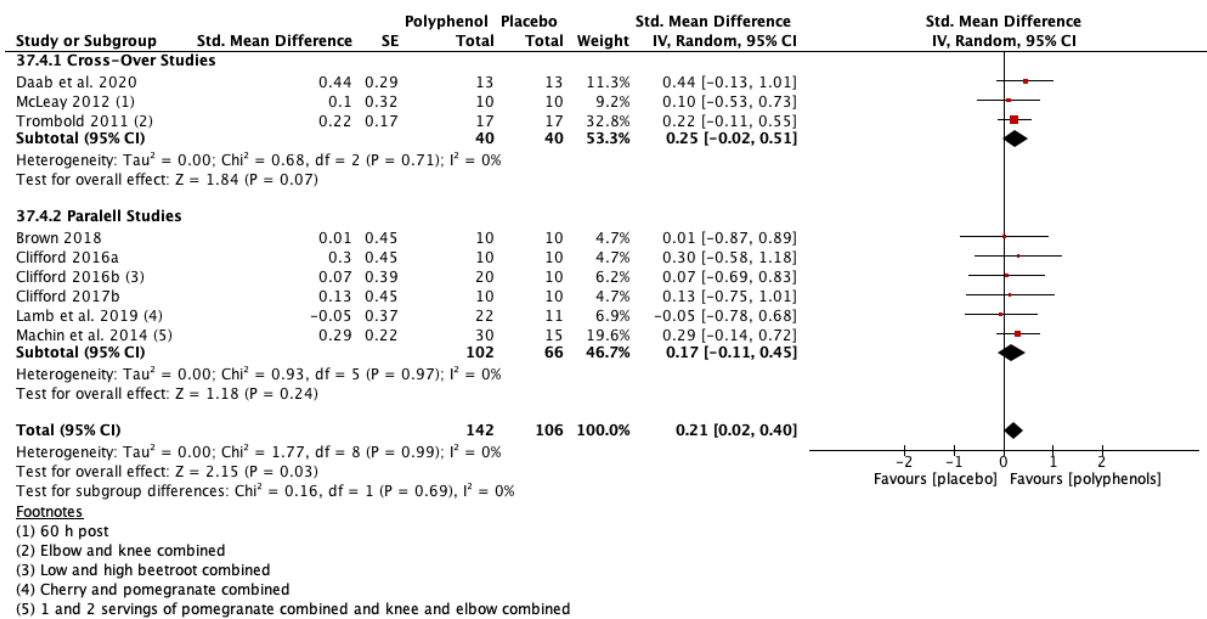 Polyphenol Placebo Std. Mean Difference Std. Mean Difference
Study or Subgroup Std. Mean Difference SE Total Total Weight IV, Random, 95% CI IV, Random, 95% CI
37.4.1 Cross-Over Studies
Daab et al. 2020 0.44 0.29 13 13 11.3% 0.44 [-0.13, 1.01]
McLeay 2012 (1) 0.1 0.32 10 10 9.2% 0.10 [-0.53, 0.73]
Trombold 2011 (2) 0.22 0.17 17 17 32.8% 0.22 [-0.11, 0.55]
Subtotal (95% CI) 40 40 53.3% 0.25 [-0.02, 0.51]
Heterogeneity: Tau² = 0.00; Chi² = 0.68, df = 2 (P = 0.71); I² = 0%
Test for overall effect: Z = 1.84 (P = 0.07)
37.4.2 Paralell Studies
Brown 2018 0.01 0.45 10 10 4.7% 0.01 [-0.87, 0.89]
Clifford 2016a 0.3 0.45 10 10 4.7% 0.30 [-0.58, 1.18]
Clifford 2016b (3) 0.07 0.39 20 10 6.2% 0.07 [-0.69, 0.83]
Clifford 2017b 0.13 0.45 10 10 4.7% 0.13 [-0.75, 1.01]
Lamb et al. 2019 (4) -0.05 0.37 22 11 6.9% -0.05 [-0.78, 0.68]
Machin et al. 2014 (5) 0.29 0.22 30 15 19.6% 0.29 [-0.14, 0.72]
Subtotal (95% CI) 102 66 46.7% 0.17 [-0.11, 0.45]
Heterogeneity: Tau² = 0.00; Chi² = 0.93, df = 5 (P = 0.97); I² = 0%
Test for overall effect: Z = 1.18 (P = 0.24)
Total (95% CI) 142 106 100.0% 0.21 [0.02, 0.40]
Heterogeneity: Tau² = 0.00; Chi² = 1.77, df = 8 (P = 0.99); I² = 0%
Test for overall effect: Z = 2.15 (P = 0.03)
Test for subgroup differences: Chi² = 0.16, df = 1 (P = 0.69), I² = 0%
-2 -1 0 1 2
Favours [placebo] Favours [polyphenols]
Footnotes
(1) 60 h post
(2) Elbow and knee combined
(3) Low and high beetroot combined
(4) Cherry and pomegranate combined
(5) 1 and 2 servings of pomegranate combined and knee and elbow combined